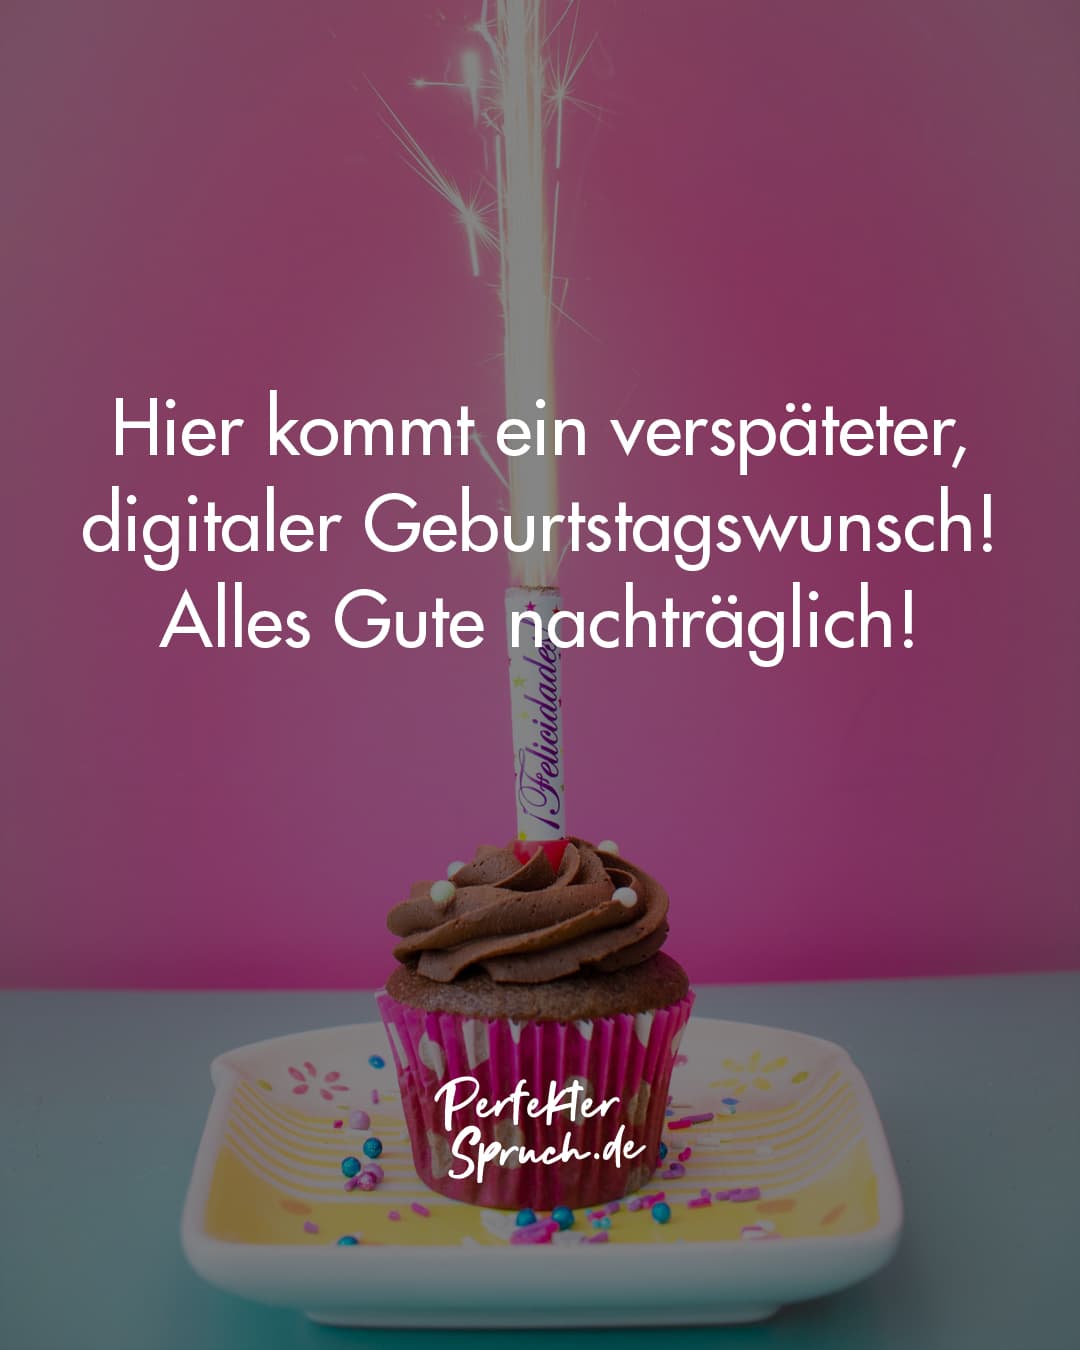 Hier kommt ein verspäteter,
digitaler Geburtstagswunsch!
Alles Gute nachträglich!
¡Felicidades!
Perfekter
Spruch.de